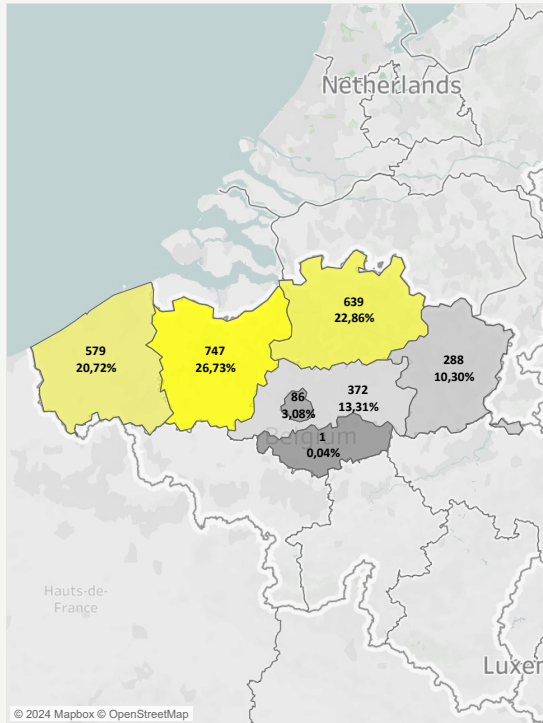 Netherlands
639
22,86%
579
20,72%
747
26,73%
288
10,30%
86
3,08%
372
13,31%
Belgium
1
0,04%
Hauts-de-
France
Luxen
© 2024 Mapbox © OpenStreetMap